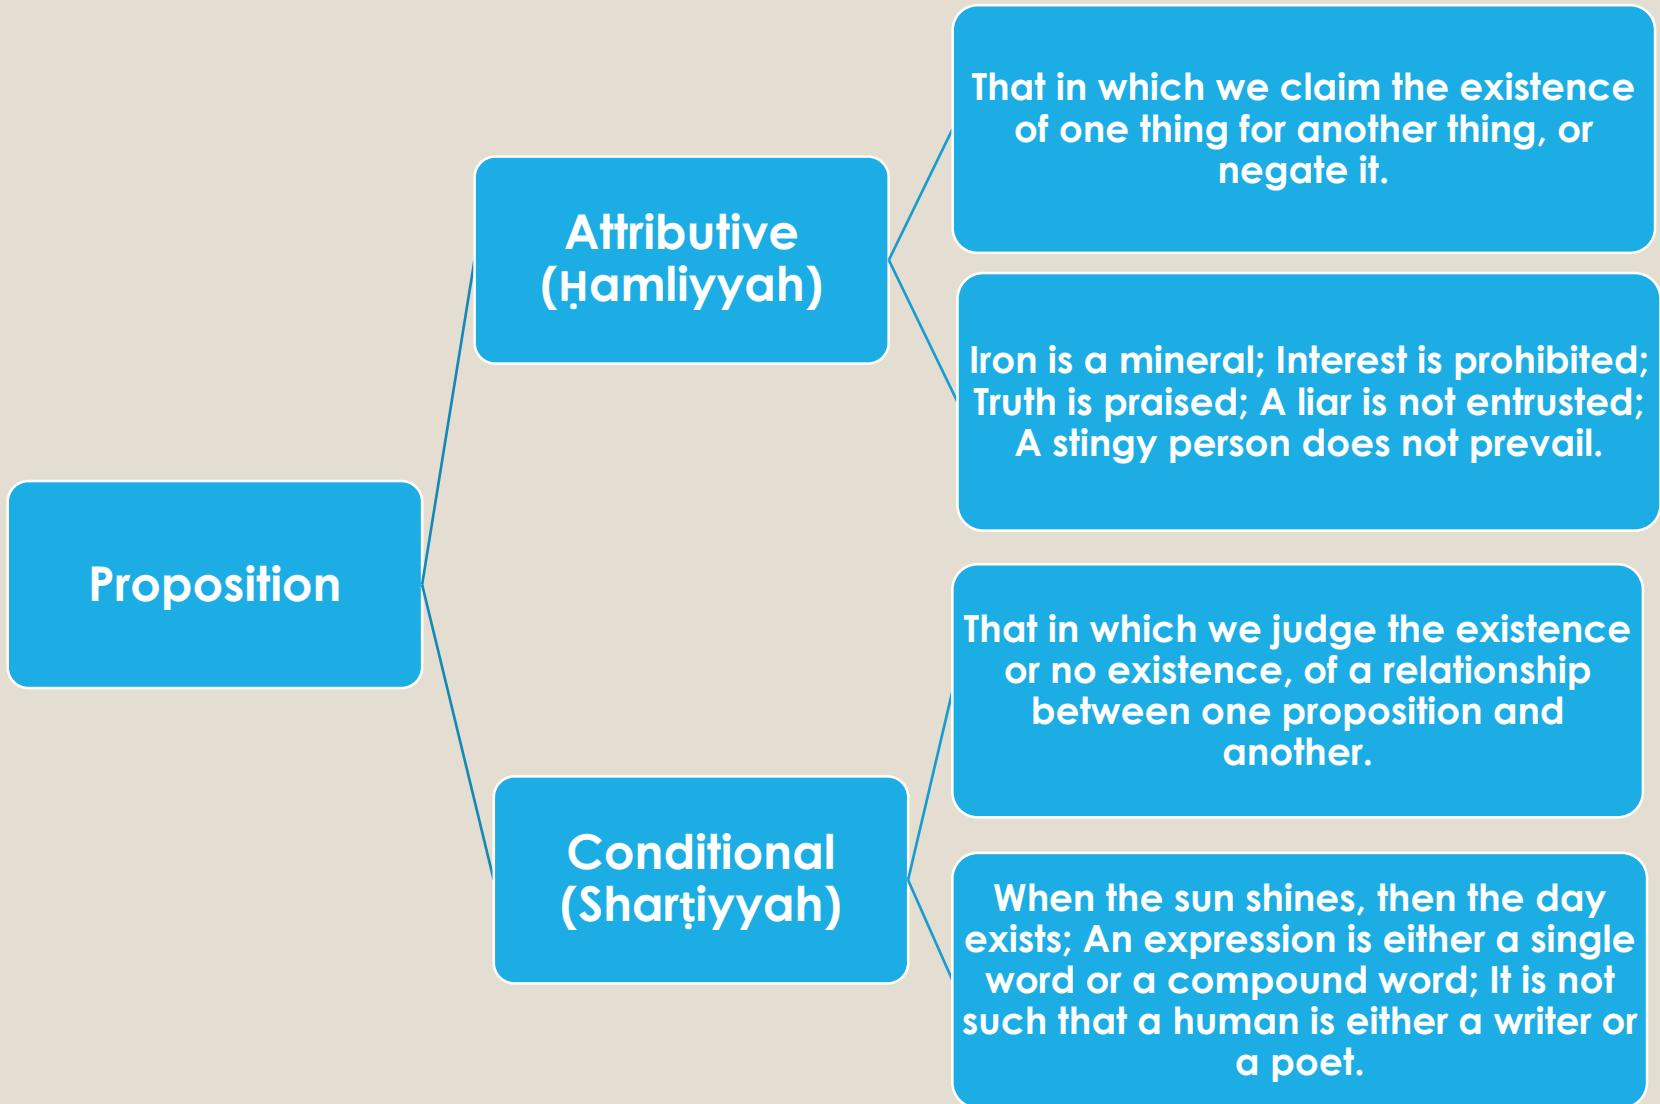 Proposition
Attributive
(Ḥamliyyah)
That in which we claim the existence
of one thing for another thing, or
negate it.
Iron is a mineral; Interest is prohibited;
Truth is praised; A liar is not entrusted;
A stingy person does not prevail.
Conditional
(Sharṭiyyah)
That in which we judge the existence
or no existence, of a relationship
between one proposition and
another.
When the sun shines, then the day
exists; An expression is either a single
word or a compound word; It is not
such that a human is either a writer or
a poet.